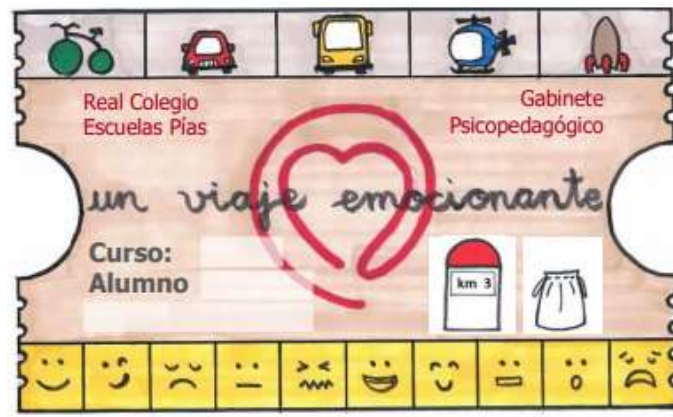 Real Colegio
Escuelas Pías
Gabinete
Psicopedagógico
un viaje emocionante
Curso:
Alumno
km 3